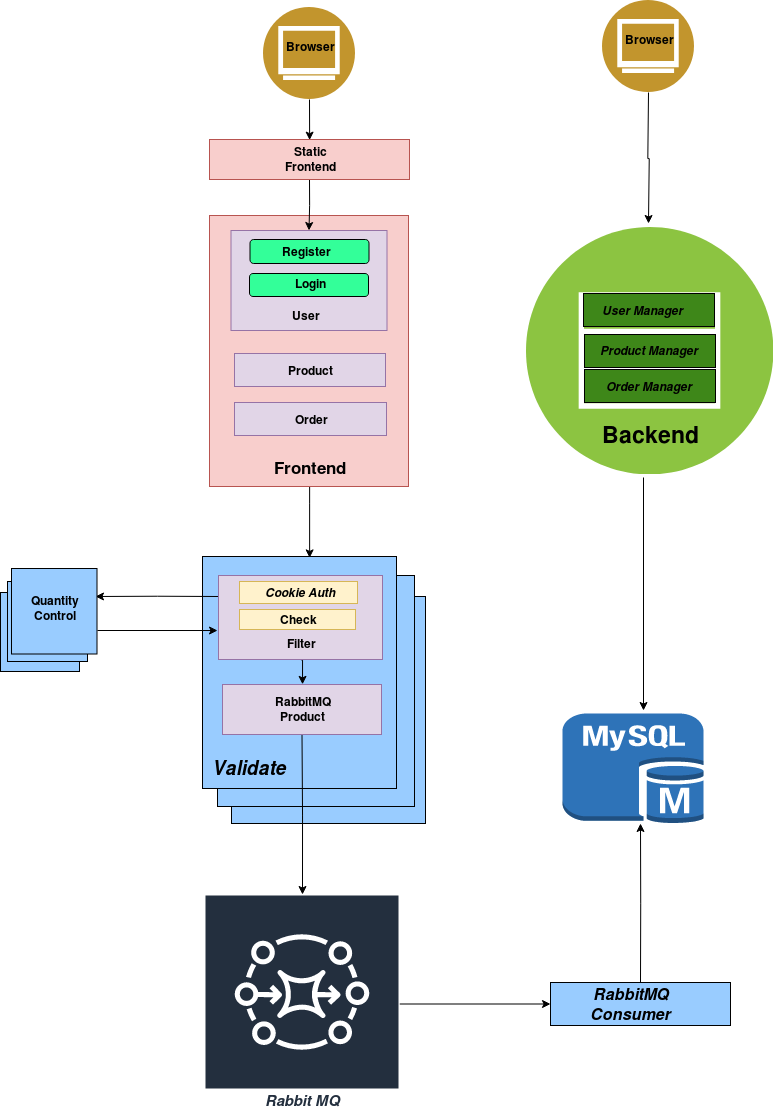 Browser
Browser
Static
Frontend
Register
Login
User
Product
Order
Frontend
User Manager
Product Manager
Order Manager
Backend
Quantity
Control
Cookie Auth
Check
Filter
RabbitMQ
Product
Validate
MySQL
M
RabbitMQ
Consumer
Rabbit MQ